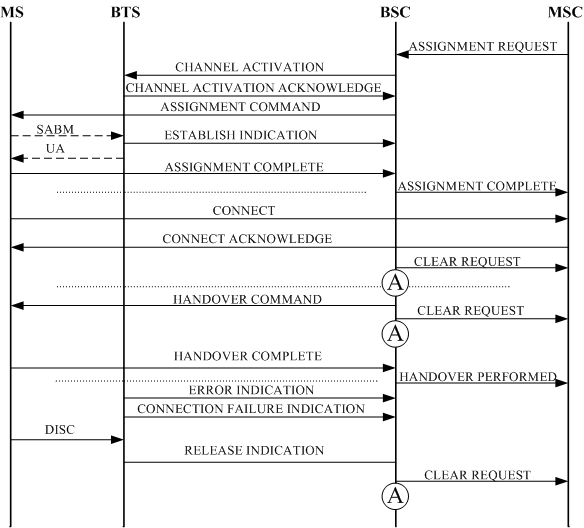 MS BTS BSC MSC
ASSIGNMENT REQUEST
CHANNEL ACTIVATION
CHANNEL ACTIVATION ACKNOWLEDGE
ASSIGNMENT COMMAND
SABM
ESTABLISH INDICATION
UA
ASSIGNMENT COMPLETE
ASSIGNMENT COMPLETE
CONNECT
CONNECT ACKNOWLEDGE
CLEAR REQUEST
A
HANDOVER COMMAND
CLEAR REQUEST
A
HANDOVER COMPLETE
HANDOVER PERFORMED
ERROR INDICATION
CONNECTION FAILURE INDICATION
DISC
RELEASE INDICATION
CLEAR REQUEST
A